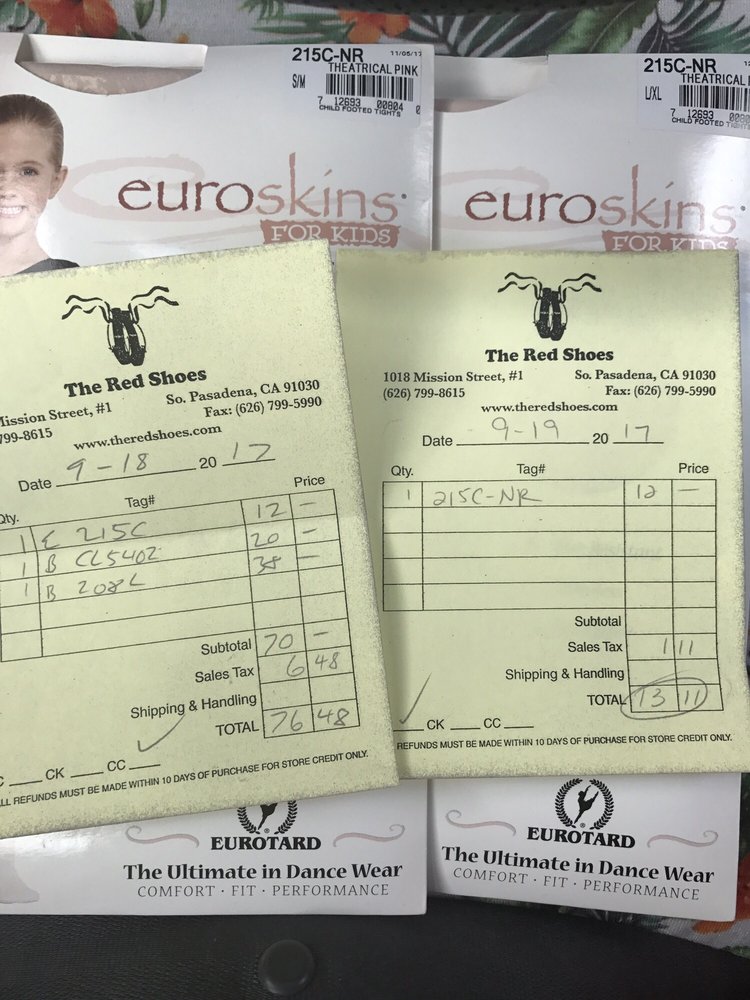 215C-NR 11/05/17
THEATRICAL PINK
S/M
7 12693 00804 0
CHILD FOOTED TIGHTS
euroskins
FOR KIDS
215C-NR
THEATRICAL
L/XL
7 12693
CHILD FOOTED
euroskins
FOR KIDS
The Red Shoes
Mission Street, #1 So. Pasadena, CA 91030
799-8615 Fax: (626) 799-5990
www.theredshoes.com
Date 9-18 20 17
Qty. Tag# Price
1 E 215C 12 -
1 B CL5402 20 -
1 B 208L 38 -
Subtotal 70 -
Sales Tax 6 48
Shipping & Handling
TOTAL 76 48
CK CC ✓
ALL REFUNDS MUST BE MADE WITHIN 10 DAYS OF PURCHASE FOR STORE CREDIT ONLY.
The Red Shoes
1018 Mission Street, #1 So. Pasadena, CA 91030
(626) 799-8615 Fax: (626) 799-5990
www.theredshoes.com
Date 9-19 20 17
Qty. Tag# Price
1 215C-NR 12 -
Subtotal
Sales Tax 1 11
Shipping & Handling
TOTAL 13 11
✓ CK CC
REFUNDS MUST BE MADE WITHIN 10 DAYS OF PURCHASE FOR STORE CREDIT ONLY.
EUROTARD
The Ultimate in Dance Wear
COMFORT · FIT · PERFORMANCE
EUROTARD
The Ultimate in Dance Wear
COMFORT · FIT · PERFORMANCE